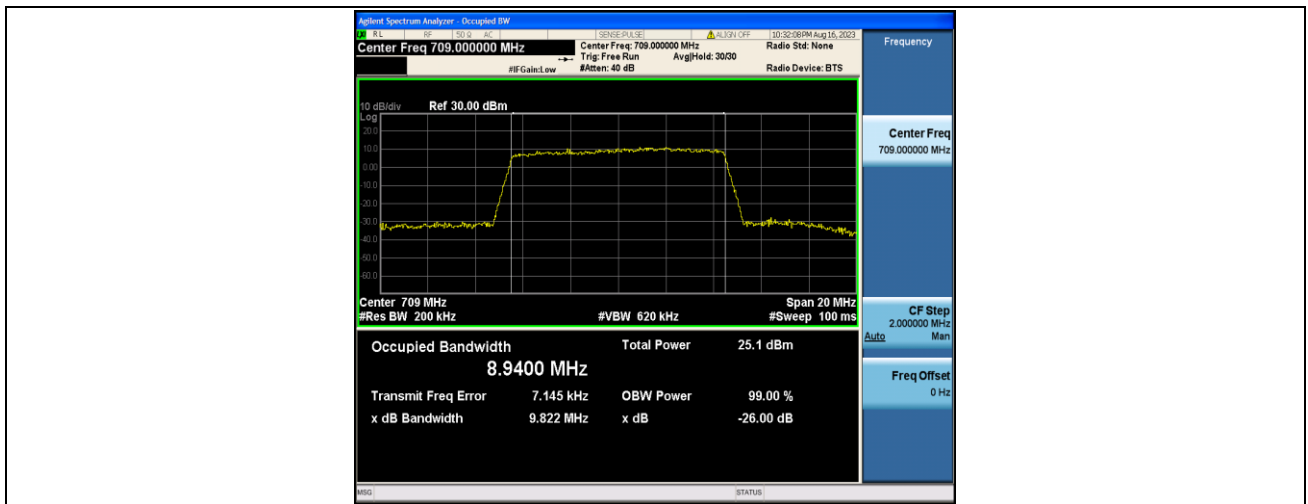 Agilent Spectrum Analyzer - Occupied BW
RL RF 50 Ω AC SENSE:PULSE ALIGN OFF 10:32:08 PM Aug 16, 2023
Center Freq 709.000000 MHz
Center Freq: 709.000000 MHz Radio Std: None
Trig: Free Run Avg|Hold: 30/30
#IFGain:Low #Atten: 40 dB Radio Device: BTS
Frequency
10 dB/div Ref 30.00 dBm
Log
20.0
10.0
0.00
-10.0
-20.0
-30.0
-40.0
-50.0
-60.0
Center 709 MHz Span 20 MHz
#Res BW 200 kHz #VBW 620 kHz #Sweep 100 ms
Occupied Bandwidth Total Power 25.1 dBm
8.9400 MHz
Transmit Freq Error 7.145 kHz OBW Power 99.00 %
x dB Bandwidth 9.822 MHz x dB -26.00 dB
Center Freq
709.000000 MHz
CF Step
2.000000 MHz
Auto Man
Freq Offset
0 Hz
MSG STATUS